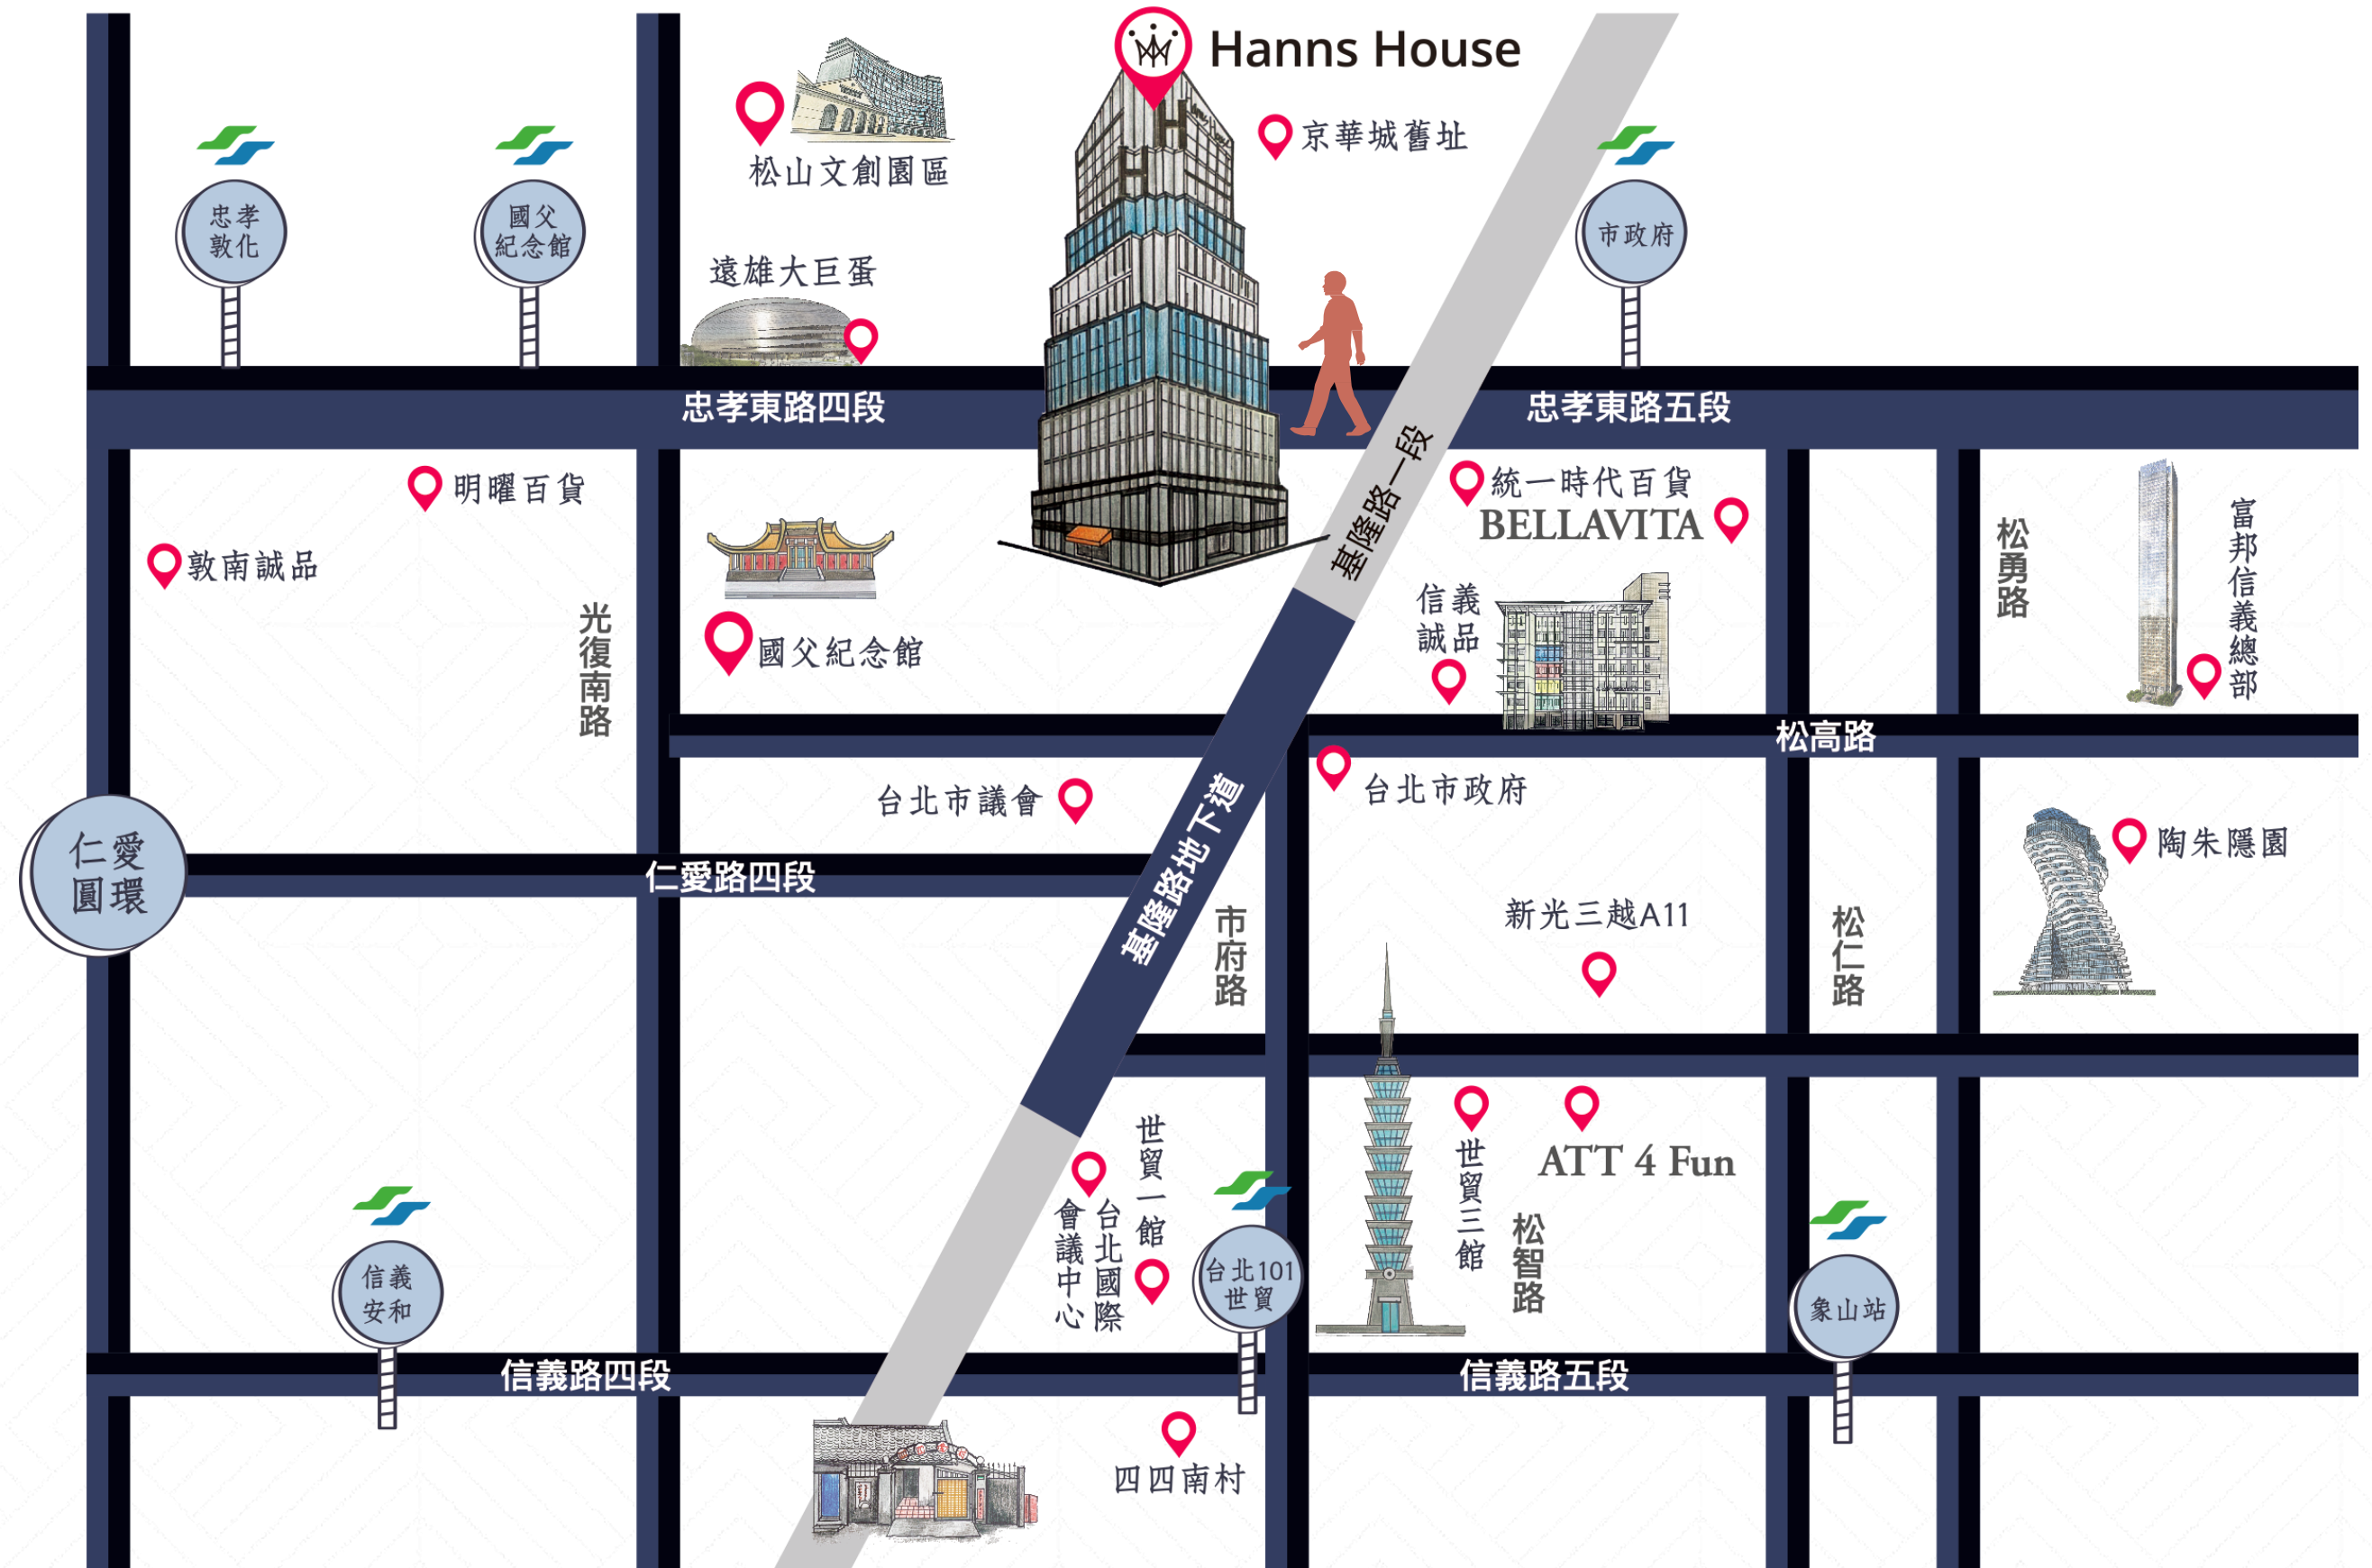 Hanns House
京華城舊址
松山文創園區
忠孝
敦化
國父
紀念館
市政府
遠雄大巨蛋
忠孝東路四段
忠孝東路五段
基隆路一段
明曜百貨
敦南誠品
統一時代百貨
BELLAVITA
松勇路
富邦信義總部
光復南路
國父紀念館
信義
誠品
松高路
台北市議會
台北市政府
仁愛
圓環
仁愛路四段
基隆路地下道
陶朱隱園
市府路
新光三越A11
松仁路
世貿一館
台北國際
會議中心
世貿三館
ATT 4 Fun
松智路
信義
安和
台北101
世貿
象山站
信義路四段
信義路五段
四四南村